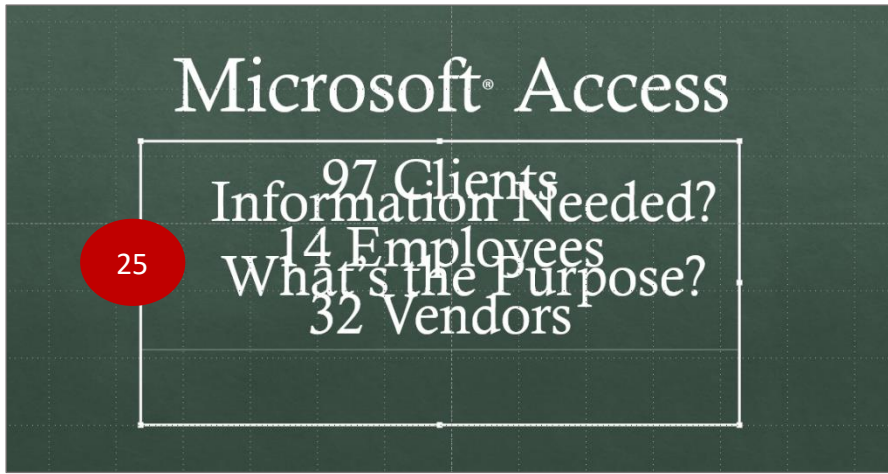 Microsoft® Access
97 Clients
Information Needed?
14 Employees
What's the Purpose?
32 Vendors
25